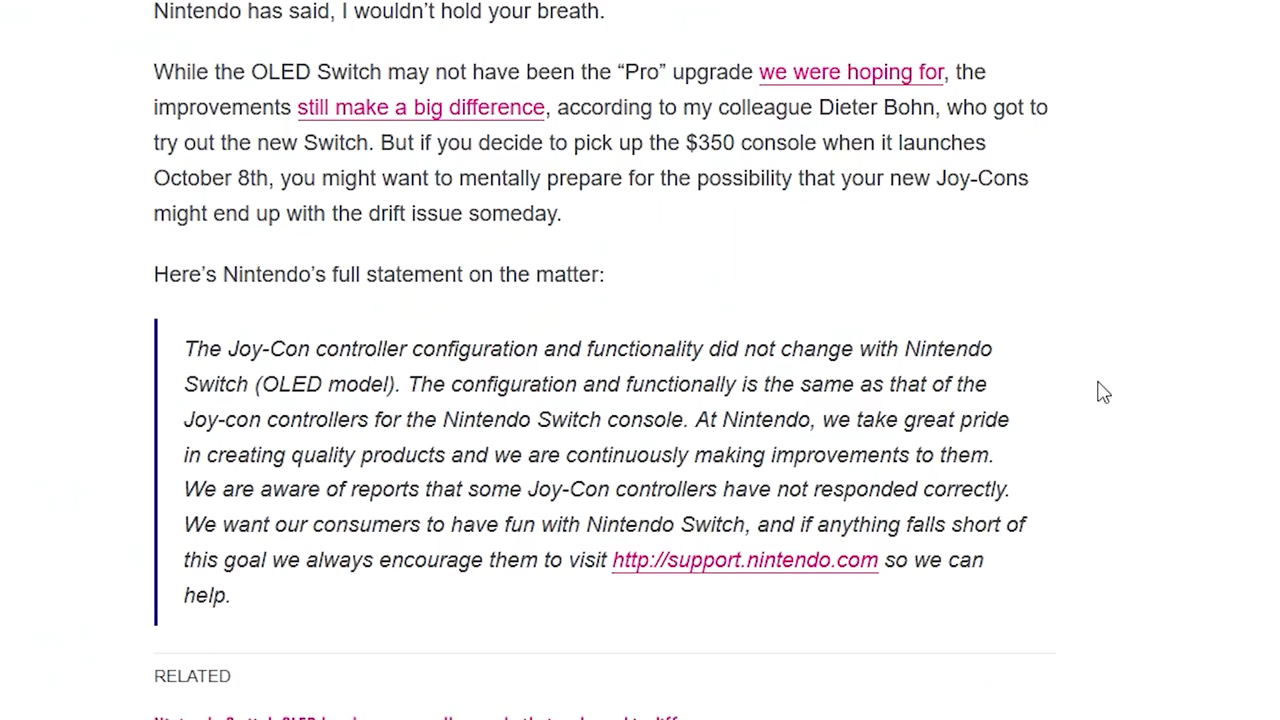 Nintendo has said, I wouldn’t hold your breath.
While the OLED Switch may not have been the “Pro” upgrade we were hoping for, the
improvements still make a big difference, according to my colleague Dieter Bohn, who got to
try out the new Switch. But if you decide to pick up the $350 console when it launches
October 8th, you might want to mentally prepare for the possibility that your new Joy-Cons
might end up with the drift issue someday.
Here’s Nintendo’s full statement on the matter:
The Joy-Con controller configuration and functionality did not change with Nintendo
Switch (OLED model). The configuration and functionally is the same as that of the
Joy-con controllers for the Nintendo Switch console. At Nintendo, we take great pride
in creating quality products and we are continuously making improvements to them.
We are aware of reports that some Joy-Con controllers have not responded correctly.
We want our consumers to have fun with Nintendo Switch, and if anything falls short of
this goal we always encourage them to visit http://support.nintendo.com so we can
help.
RELATED